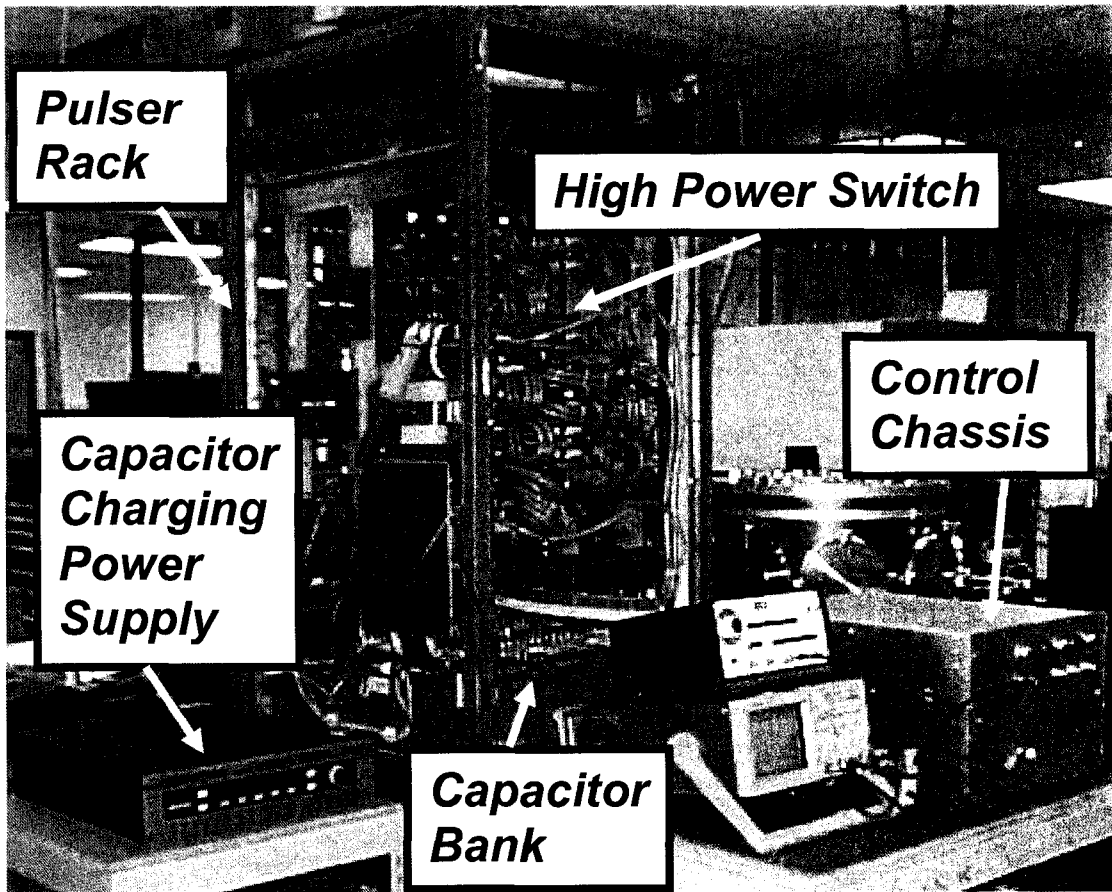 Pulser
Rack
High Power Switch
Control
Chassis
Capacitor
Charging
Power
Supply
Capacitor
Bank